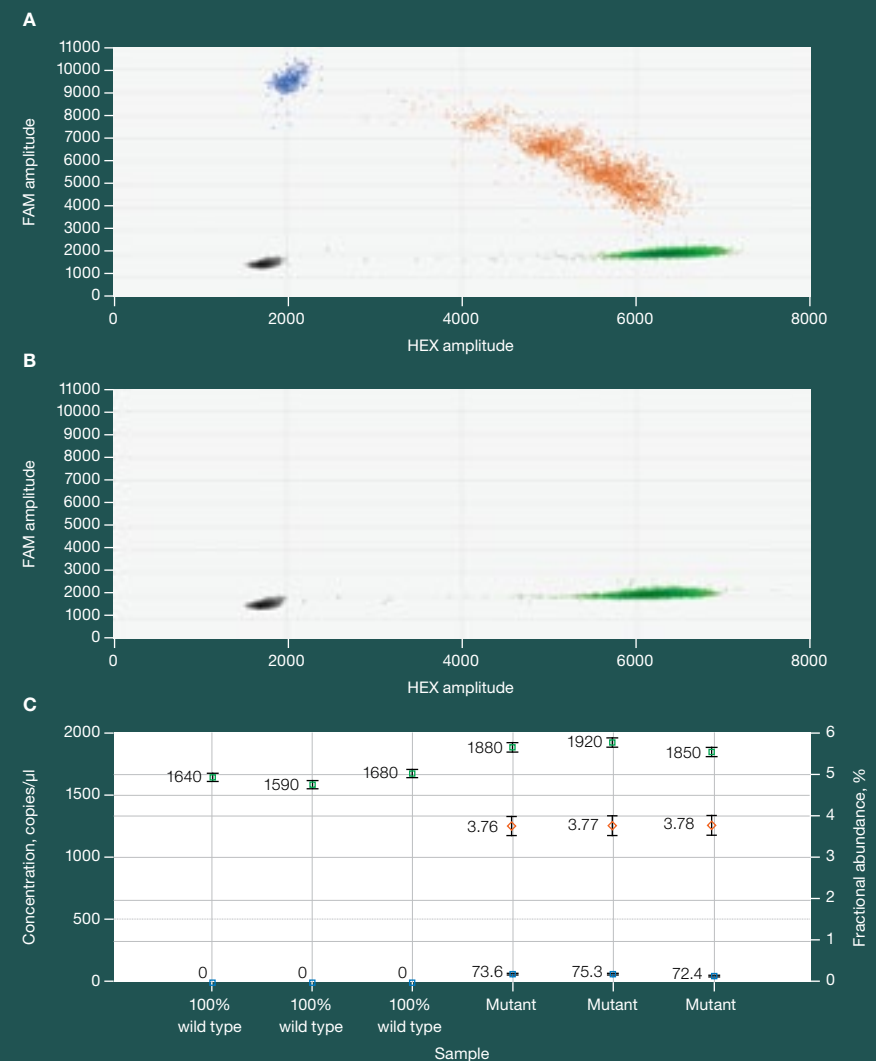 A
11000
10000
9000
8000
7000
6000
5000
4000
3000
2000
1000
0
FAM amplitude
0 2000 4000 6000 8000
HEX amplitude
B
11000
10000
9000
8000
7000
6000
5000
4000
3000
2000
1000
0
FAM amplitude
0 2000 4000 6000 8000
HEX amplitude
C
2000
1500
1000
500
0
Concentration, copies/µl
1640 1590 1680 1880 1920 1850
3.76 3.77 3.78
0 0 0 73.6 75.3 72.4
6
5
4
3
2
1
0
Fractional abundance, %
100% 100% 100% Mutant Mutant Mutant
wild type wild type wild type
Sample